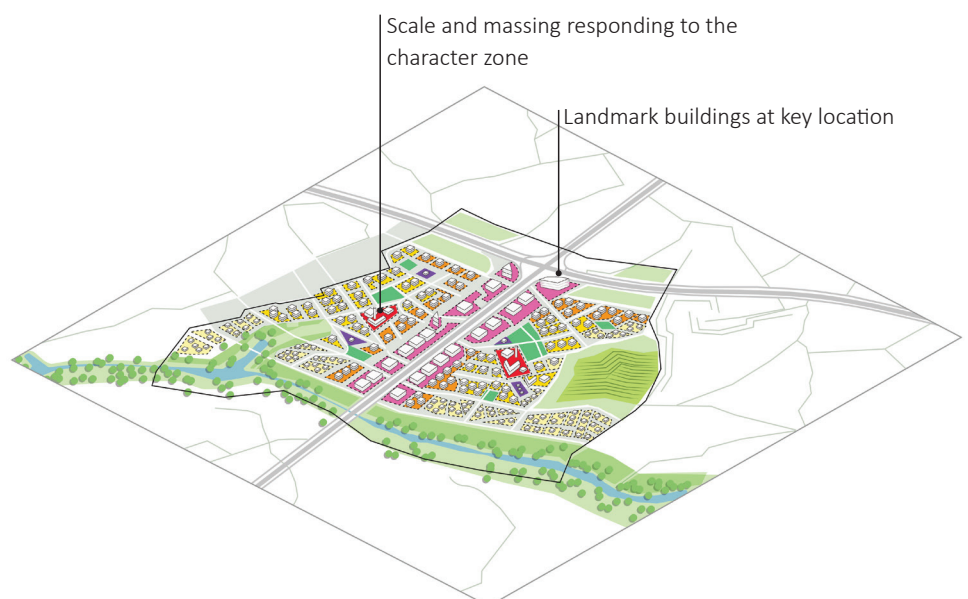 Scale and massing responding to the
character zone
Landmark buildings at key location